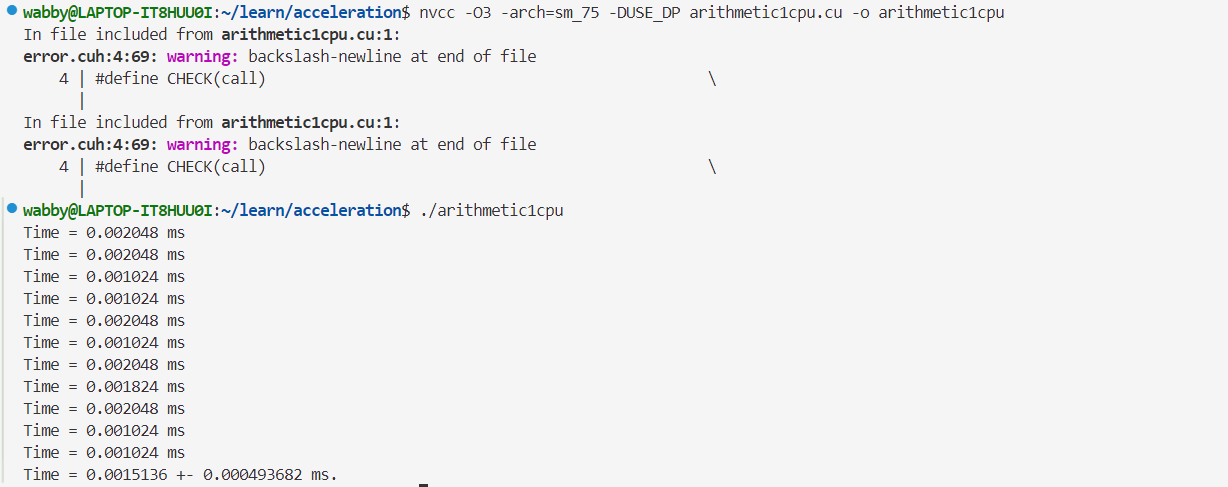 wabby@LAPTOP-IT8HUU0I:~/learn/acceleration$ nvcc -O3 -arch=sm_75 -DUSE_DP arithmetic1cpu.cu -o arithmetic1cpu
In file included from arithmetic1cpu.cu:1:
error.cuh:4:69: warning: backslash-newline at end of file
    4 | #define CHECK(call)                                                 \
      |
In file included from arithmetic1cpu.cu:1:
error.cuh:4:69: warning: backslash-newline at end of file
    4 | #define CHECK(call)                                                 \
      |
wabby@LAPTOP-IT8HUU0I:~/learn/acceleration$ ./arithmetic1cpu
Time = 0.002048 ms
Time = 0.002048 ms
Time = 0.001024 ms
Time = 0.001024 ms
Time = 0.002048 ms
Time = 0.001024 ms
Time = 0.002048 ms
Time = 0.001824 ms
Time = 0.002048 ms
Time = 0.001024 ms
Time = 0.001024 ms
Time = 0.0015136 +- 0.000493682 ms.